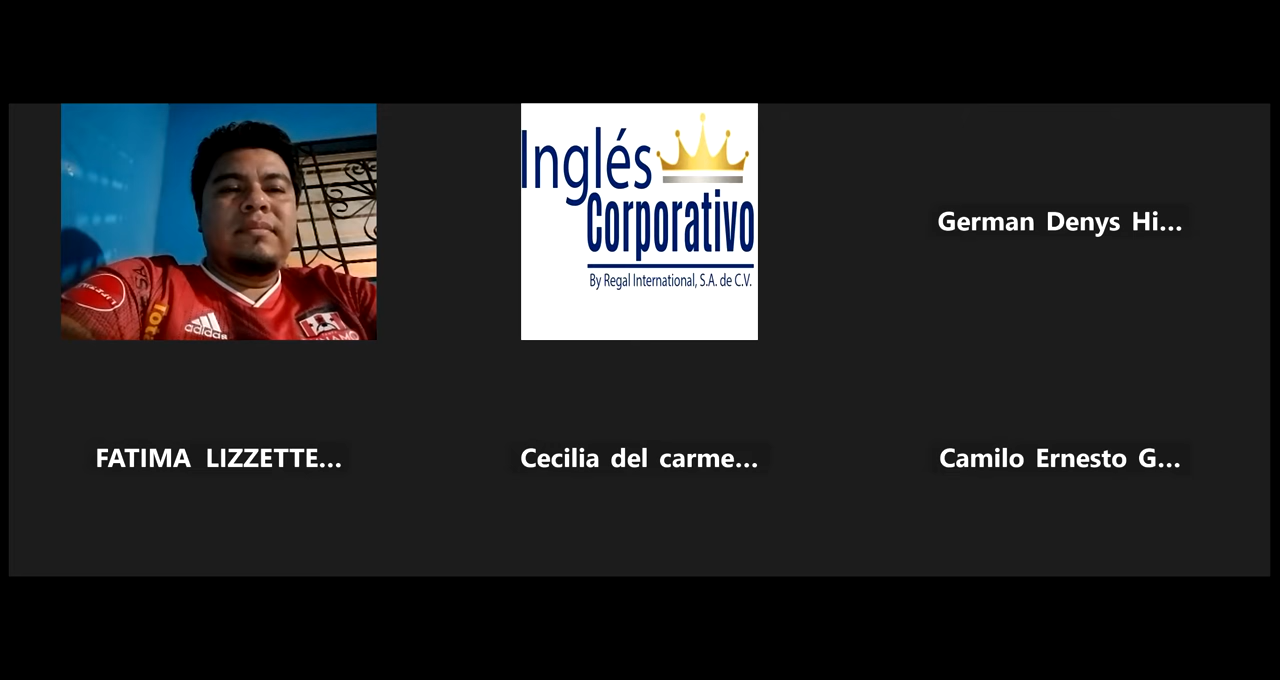 Inglés
Corporativo
By Regal International, S.A. de C.V.
German Denys Hi...
adidas
FATIMA LIZZETTE...
Cecilia del carme...
Camilo Ernesto G...